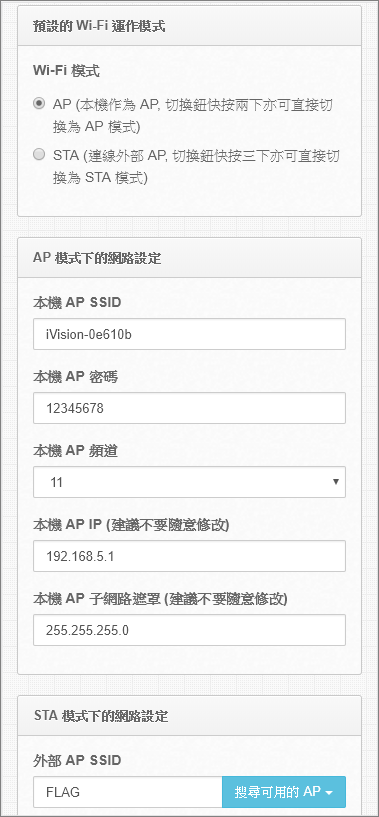 預設的 Wi-Fi 運作模式
Wi-Fi 模式
AP (本機作為 AP, 切換鈕快按兩下亦可直接切
換為 AP 模式)
STA (連線外部 AP, 切換鈕快按三下亦可直接切
換為 STA 模式)
AP 模式下的網路設定
本機 AP SSID
iVision-0e610b
本機 AP 密碼
12345678
本機 AP 頻道
11
本機 AP IP (建議不要隨意修改)
192.168.5.1
本機 AP 子網路遮罩 (建議不要隨意修改)
255.255.255.0
STA 模式下的網路設定
外部 AP SSID
FLAG 搜尋可用的 AP